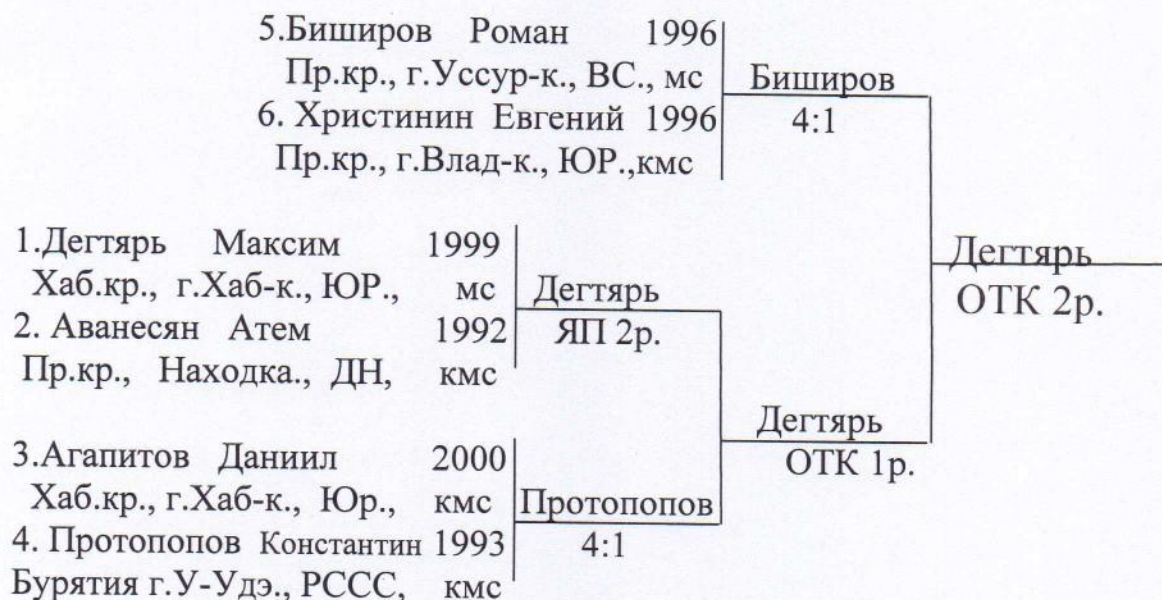 5.Биширов Роман 1996
Пр.кр., г.Уссур-к., ВС., мс
6. Христинин Евгений 1996
Пр.кр., г.Влад-к., ЮР.,кмс
Биширов
4:1
1.Дегтярь Максим 1999
Хаб.кр., г.Хаб-к., ЮР., мс
2. Аванесян Атем 1992
Пр.кр., Находка., ДН, кмс
Дегтярь
ЯП 2р.
3.Агапитов Даниил 2000
Хаб.кр., г.Хаб-к., Юр., кмс
4. Протопопов Константин 1993
Бурятия г.У-Удэ., РССС, кмс
Протопопов
4:1
Дегтярь
ОТК 1р.
Дегтярь
ОТК 2р.